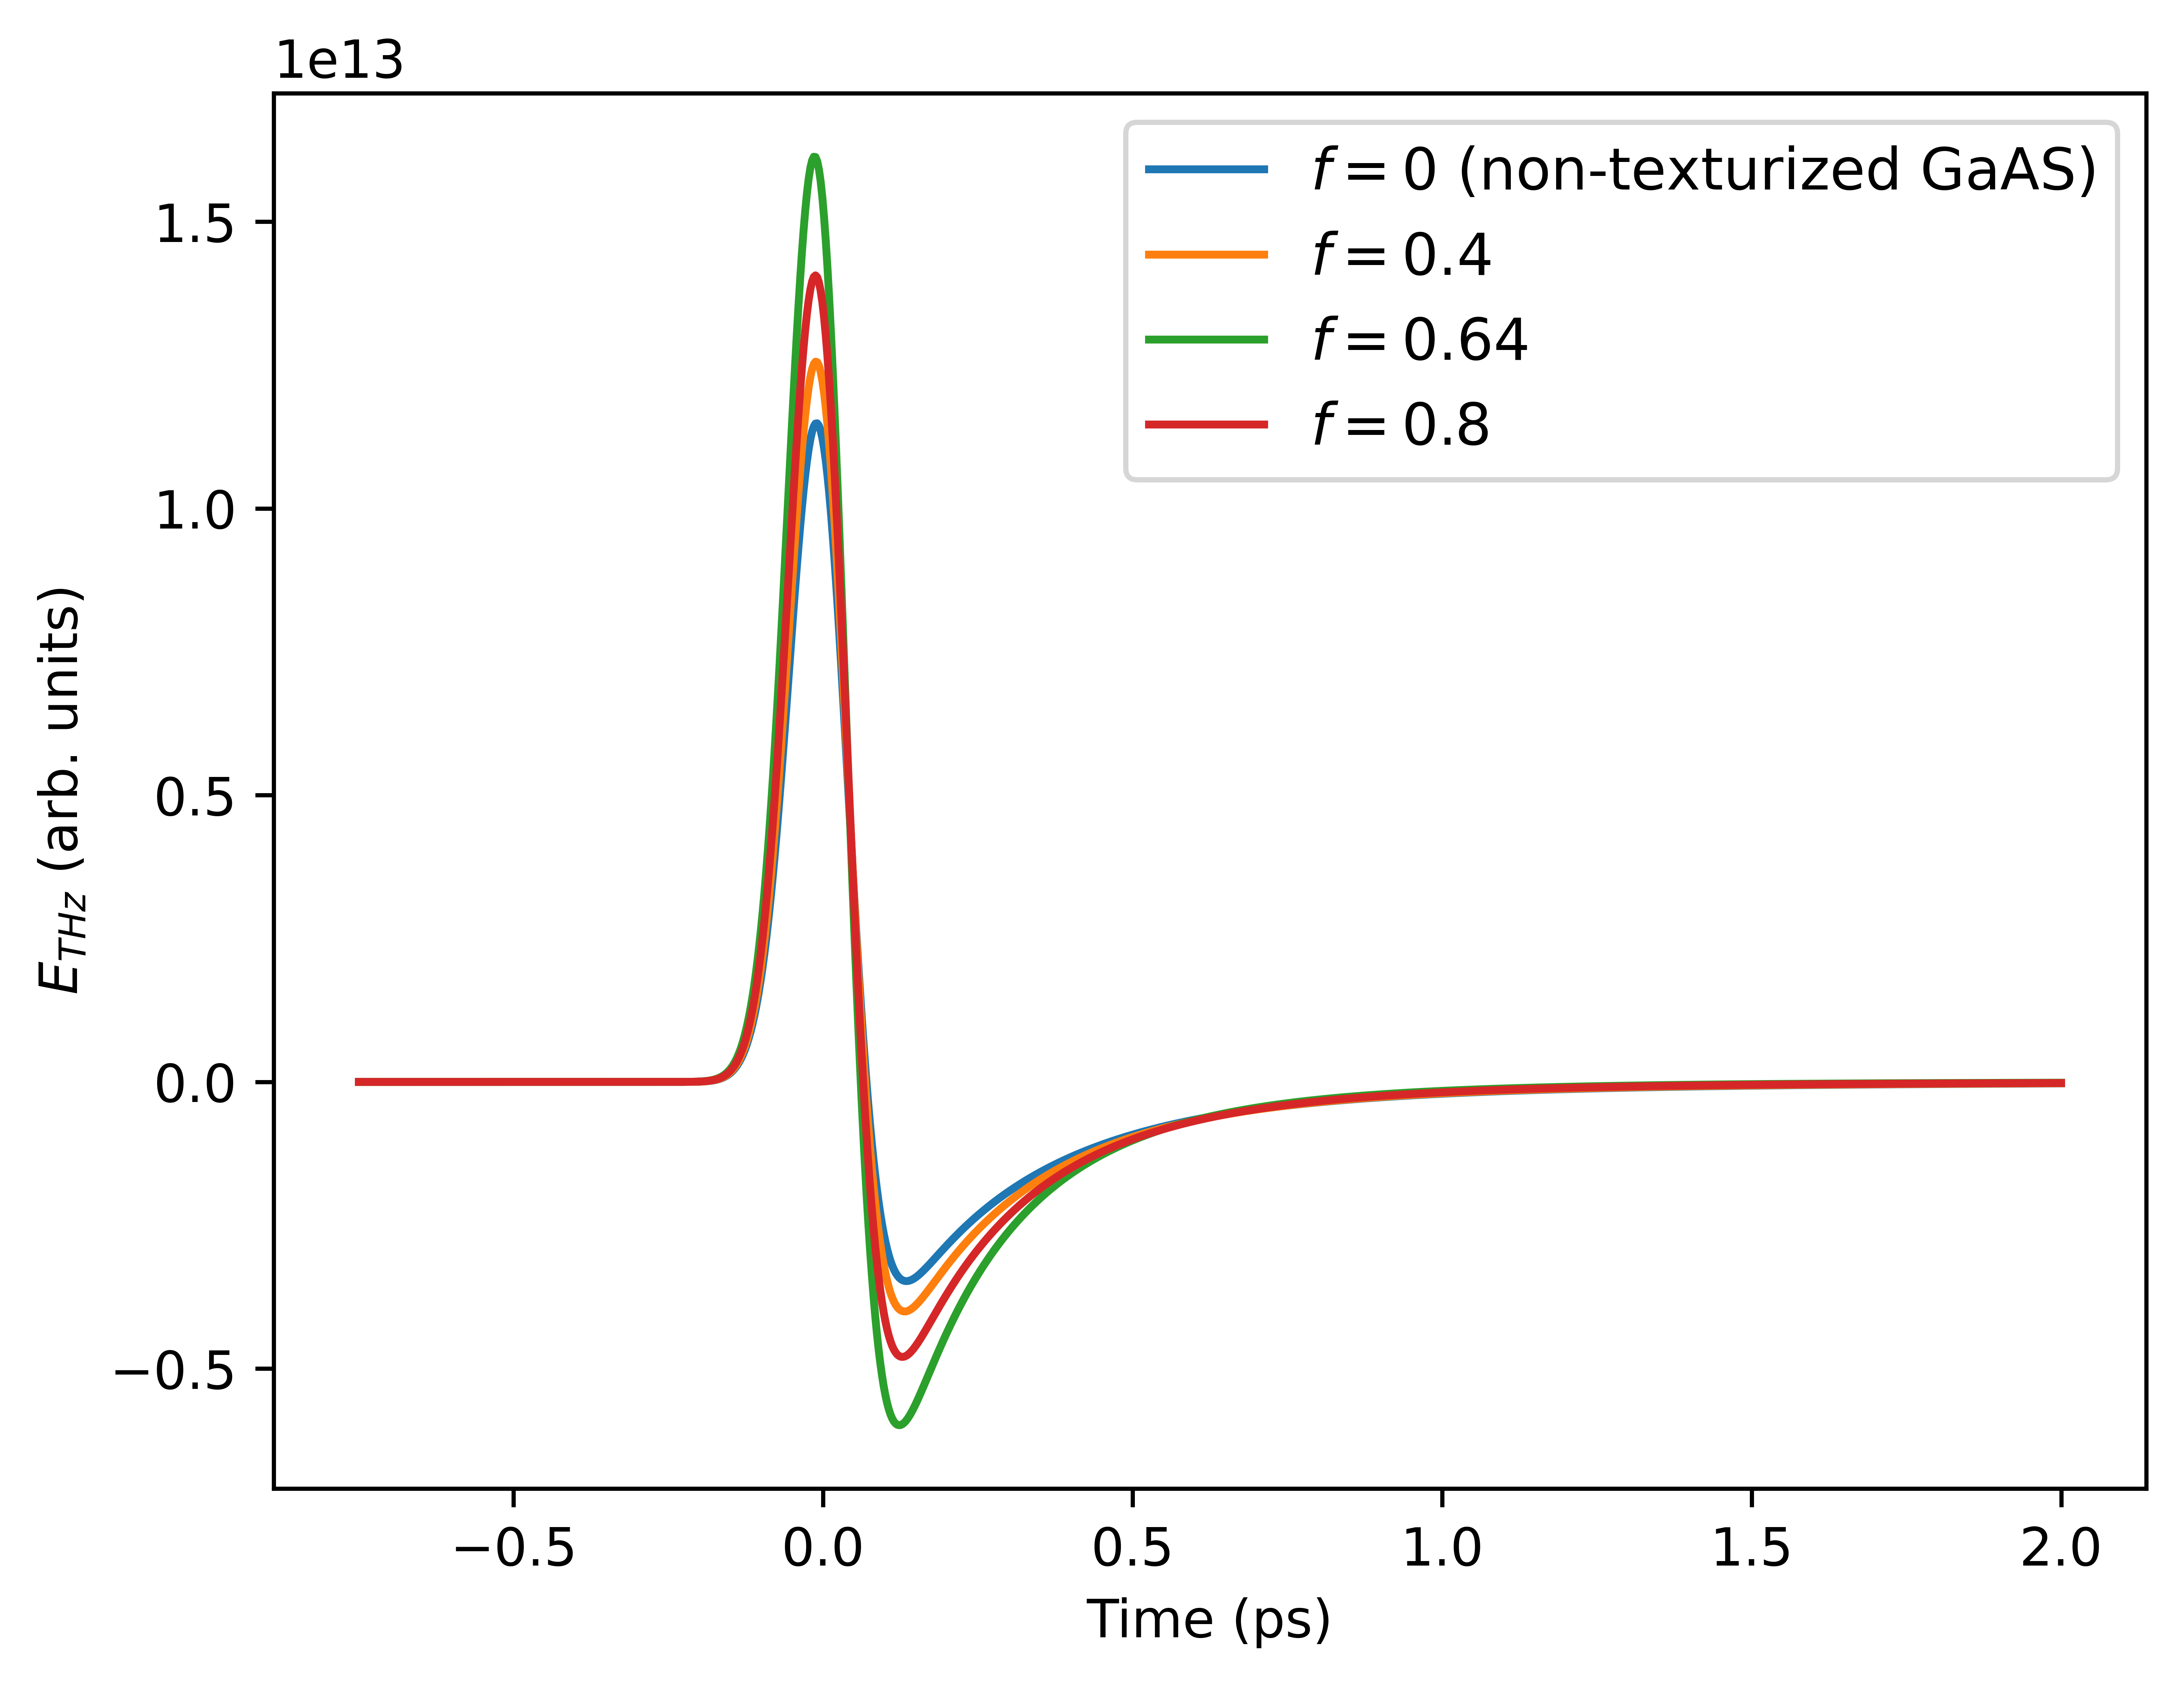 1e13
f = 0 (non-texturized GaAS)
f = 0.4
f = 0.64
f = 0.8
1.5
1.0
0.5
0.0
−0.5
E_THz (arb. units)
−0.5 0.0 0.5 1.0 1.5 2.0
Time (ps)